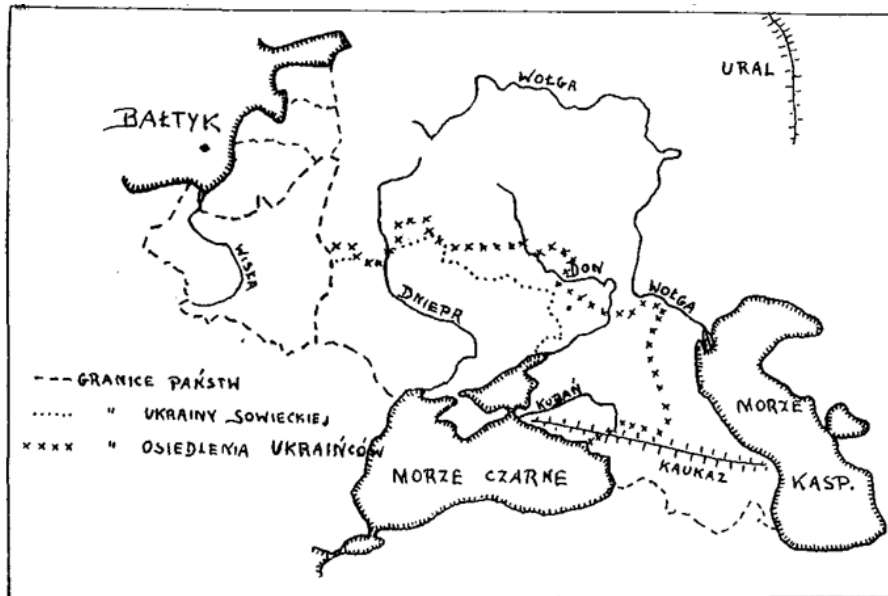 WOŁGA
URAL
BAŁTYK
WISŁA
DON
DNIEPR
WOŁGA
--- GRANICE PAŃSTW
..... " UKRAINY SOWIECKIEJ
x x x x " OSIEDLENIA UKRAIŃCÓW
KUBAŃ
MORZE
KASP.
KAUKAZ
MORZE CZARNE